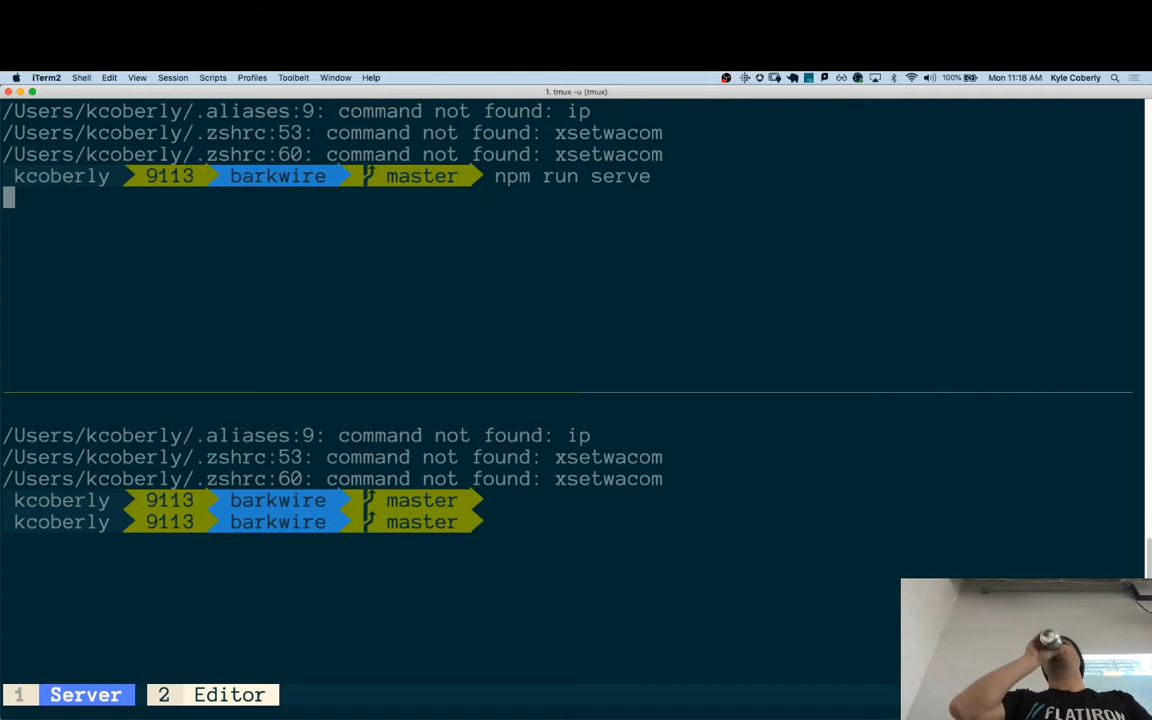 iTerm2 Shell Edit View Session Scripts Profiles Toolbelt Window Help 100% Mon 11:18 AM Kyle Coberly
1. tmux -u (tmux)
/Users/kcoberly/.aliases:9: command not found: ip
/Users/kcoberly/.zshrc:53: command not found: xsetwacom
/Users/kcoberly/.zshrc:60: command not found: xsetwacom
kcoberly 9113 barkwire master npm run serve
/Users/kcoberly/.aliases:9: command not found: ip
/Users/kcoberly/.zshrc:53: command not found: xsetwacom
/Users/kcoberly/.zshrc:60: command not found: xsetwacom
kcoberly 9113 barkwire master
kcoberly 9113 barkwire master
1 Server 2 Editor
FLATIRON